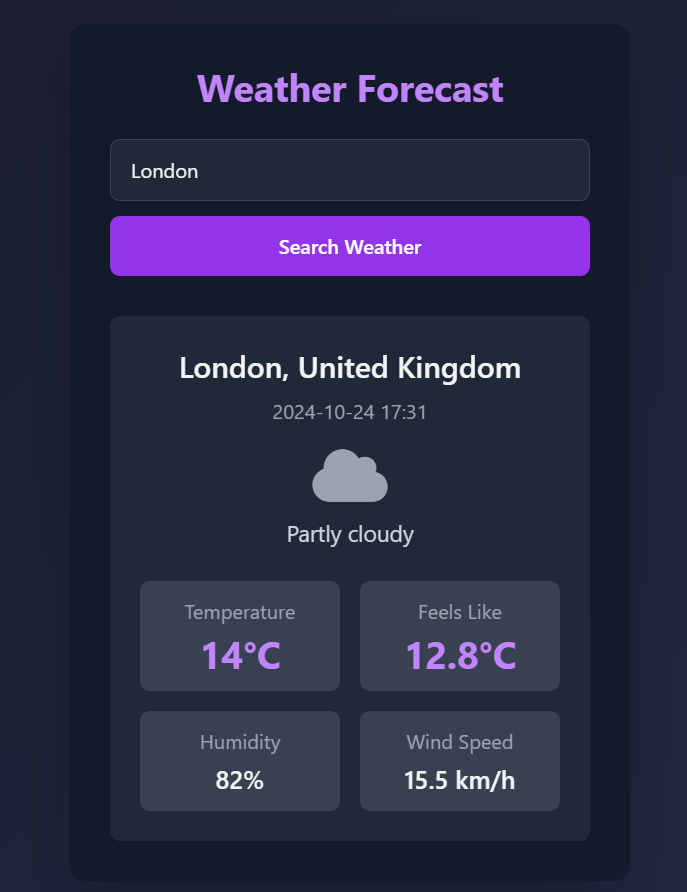 Weather Forecast
London
Search Weather
London, United Kingdom
2024-10-24 17:31
Partly cloudy
Temperature
14°C
Feels Like
12.8°C
Humidity
82%
Wind Speed
15.5 km/h